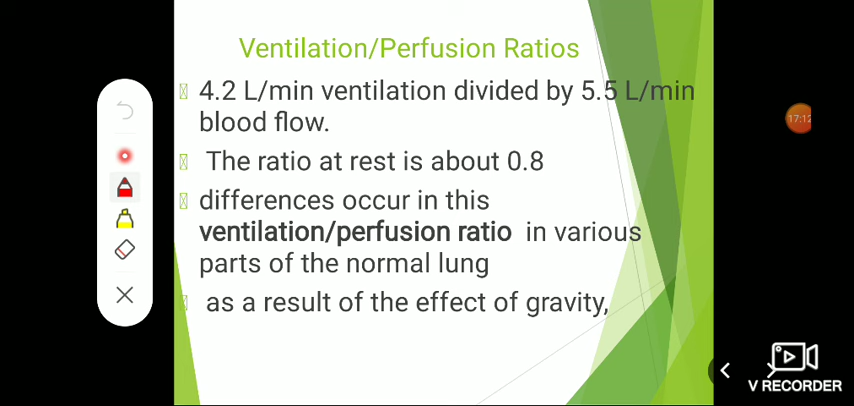 Ventilation/Perfusion Ratios
4.2 L/min ventilation divided by 5.5 L/min
blood flow.
The ratio at rest is about 0.8
differences occur in this
ventilation/perfusion ratio in various
parts of the normal lung
as a result of the effect of gravity,
17:12
V RECORDER